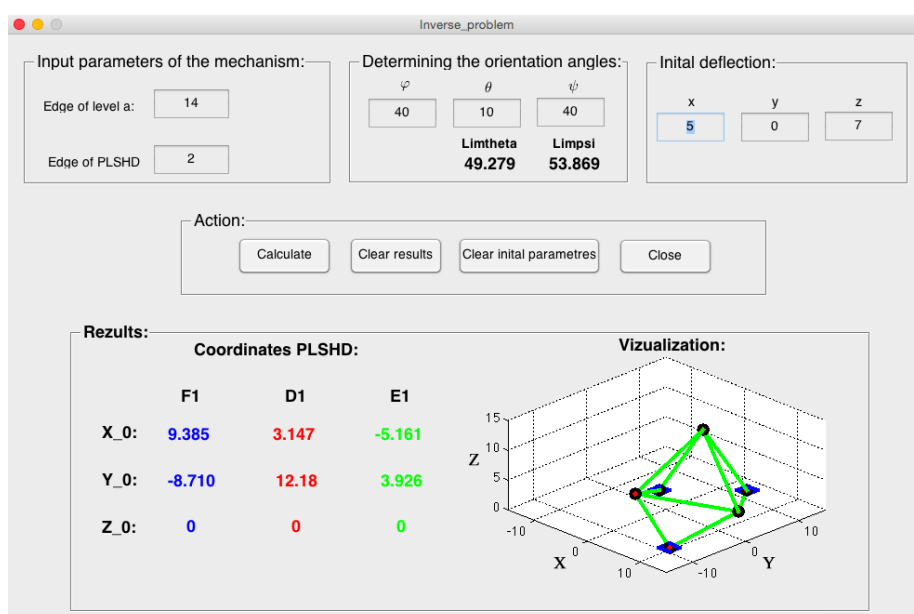 Inverse_problem
Input parameters of the mechanism:
Edge of level a: 14
Edge of PLSHD 2
Determining the orientation angles:
φ θ ψ
40 10 40
Limtheta Limpsi
49.279 53.869
Inital deflection:
x y z
5 0 7
Action:
Calculate Clear results Clear inital parametres Close
Rezults:
Coordinates PLSHD:
F1 D1 E1
X_0: 9.385 3.147 -5.161
Y_0: -8.710 12.18 3.926
Z_0: 0 0 0
Vizualization:
15
10
Z
5
0
-10 10
0 0
X Y
10 -10